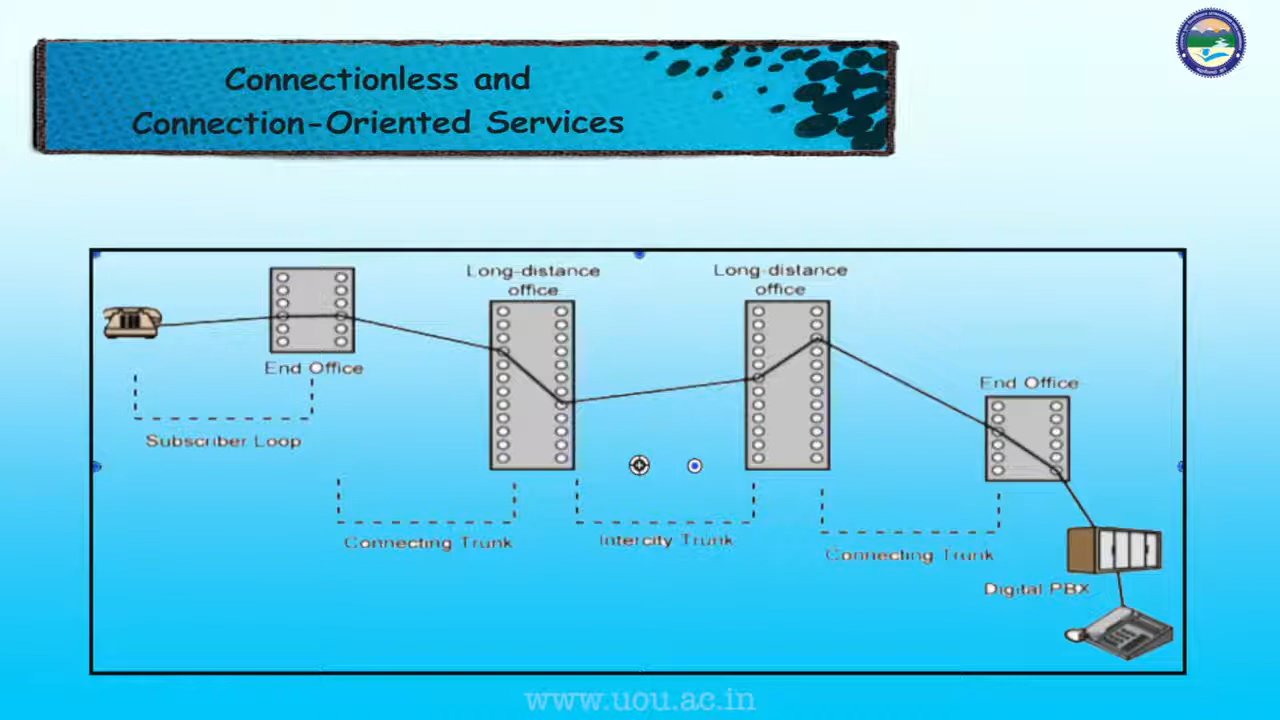 Connectionless and
Connection-Oriented Services
Long-distance
office
Long-distance
office
End Office
End Office
Subscriber Loop
Connecting Trunk
Intercity Trunk
Connecting Trunk
Digital PBX
www.uou.ac.in